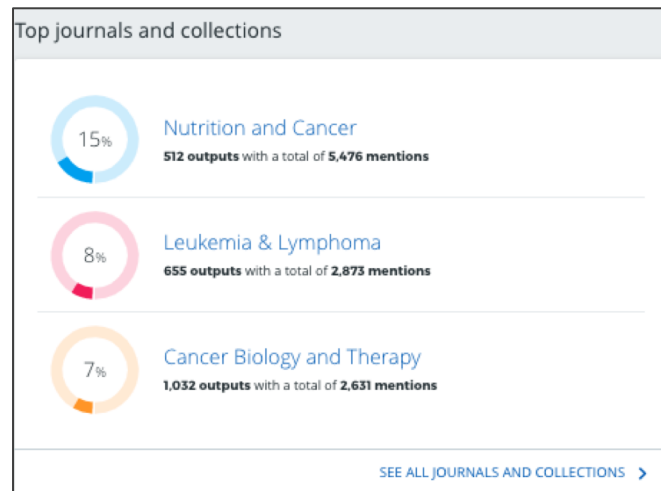 Top journals and collections
15%
Nutrition and Cancer
512 outputs with a total of 5,476 mentions
8%
Leukemia & Lymphoma
655 outputs with a total of 2,873 mentions
7%
Cancer Biology and Therapy
1,032 outputs with a total of 2,631 mentions
SEE ALL JOURNALS AND COLLECTIONS